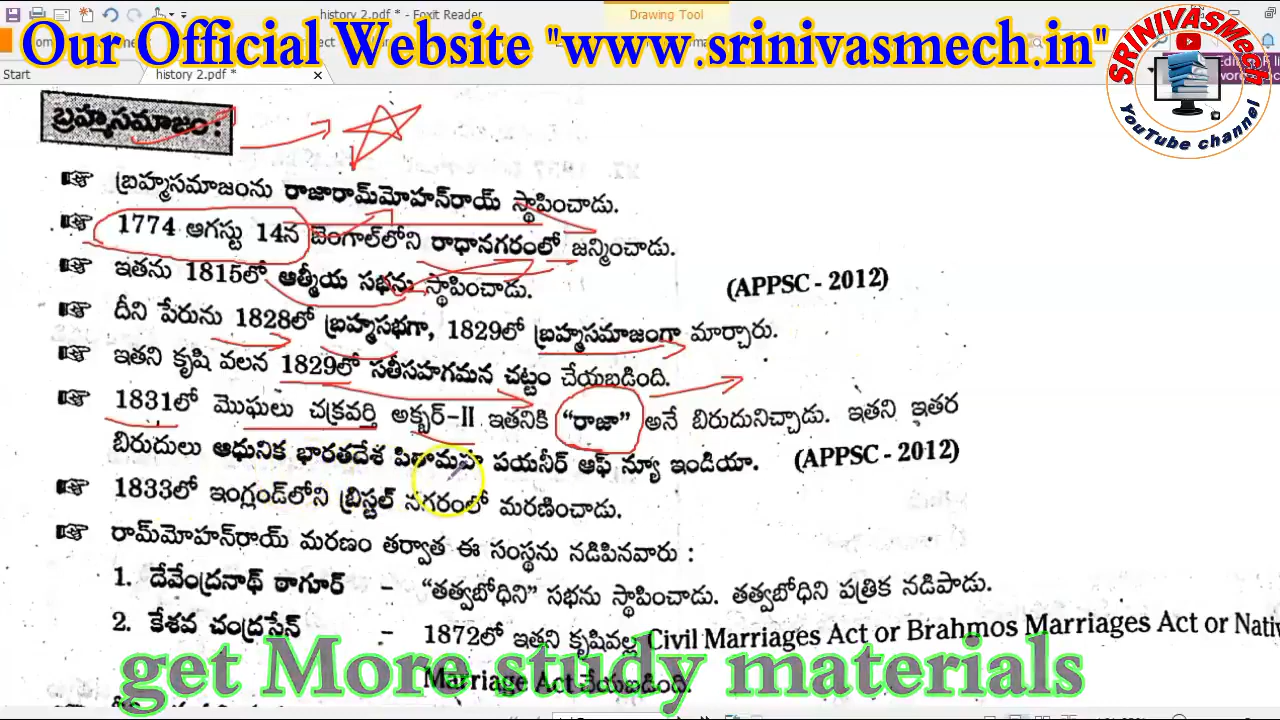 history 2.pdf * - Foxit Reader
Drawing Tool
Our Official Website "www.srinivasmech.in"
SRINIVASMech
YouTube channel
Start
history 2.pdf *
బ్రహ్మసమాజం :
బ్రహ్మసమాజంను రాజారామ్‌మోహన్‌రాయ్ స్థాపించాడు.
1774 ఆగస్టు 14న బెంగాల్‌లోని రాధానగరంలో జన్మించాడు.
ఇతను 1815లో ఆత్మీయ సభను స్థాపించాడు. (APPSC - 2012)
దీని పేరును 1828లో బ్రహ్మసభగా, 1829లో బ్రహ్మసమాజంగా మార్చారు.
ఇతని కృషి వలన 1829లో సతీసహగమన చట్టం చేయబడింది.
1831లో మొఘలు చక్రవర్తి అక్బర్-II ఇతనికి "రాజా" అనే బిరుదునిచ్చాడు. ఇతని ఇతర
బిరుదులు ఆధునిక భారతదేశ పితామహ పయనీర్ ఆఫ్ న్యూ ఇండియా. (APPSC - 2012)
1833లో ఇంగ్లండ్‌లోని బ్రిస్టల్ నగరంలో మరణించాడు.
రామ్‌మోహన్‌రాయ్ మరణం తర్వాత ఈ సంస్థను నడిపినవారు :
1. దేవేంద్రనాథ్ ఠాగూర్ - "తత్వబోధిని" సభను స్థాపించాడు. తత్వబోధిని పత్రిక నడిపాడు.
2. కేశవ చంద్రసేన్ - 1872లో ఇతని కృషివల్ల Civil Marriages Act or Brahmos Marriages Act or Nativ
Marriage Act చేయబడింది.
get More study materials